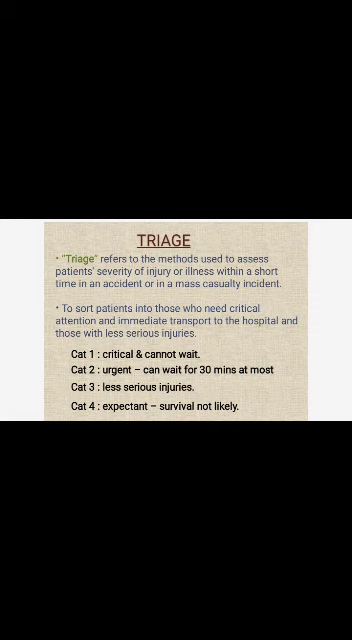 TRIAGE
• "Triage" refers to the methods used to assess
patients' severity of injury or illness within a short
time in an accident or in a mass casualty incident.
• To sort patients into those who need critical
attention and immediate transport to the hospital and
those with less serious injuries.
Cat 1 : critical & cannot wait.
Cat 2 : urgent – can wait for 30 mins at most
Cat 3 : less serious injuries.
Cat 4 : expectant – survival not likely.